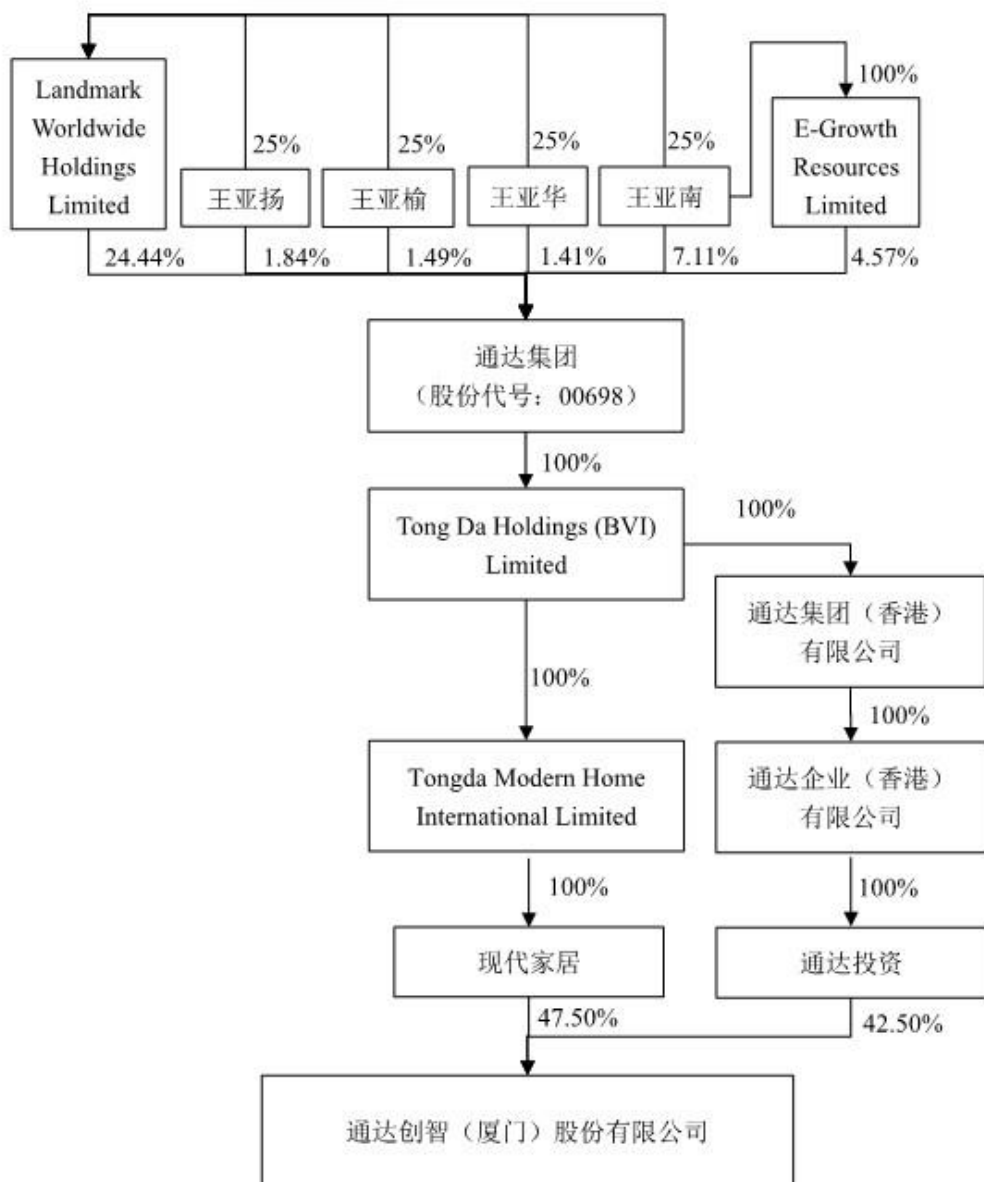 100%
Landmark
Worldwide
Holdings
Limited
E-Growth
Resources
Limited
25%
25%
25%
25%
王亚扬
王亚榆
王亚华
王亚南
24.44%
1.84%
1.49%
1.41%
7.11%
4.57%
通达集团
（股份代号：00698）
100%
Tong Da Holdings (BVI)
Limited
100%
通达集团（香港）
有限公司
100%
100%
Tongda Modern Home
International Limited
通达企业（香港）
有限公司
100%
100%
现代家居
通达投资
47.50%
42.50%
通达创智（厦门）股份有限公司